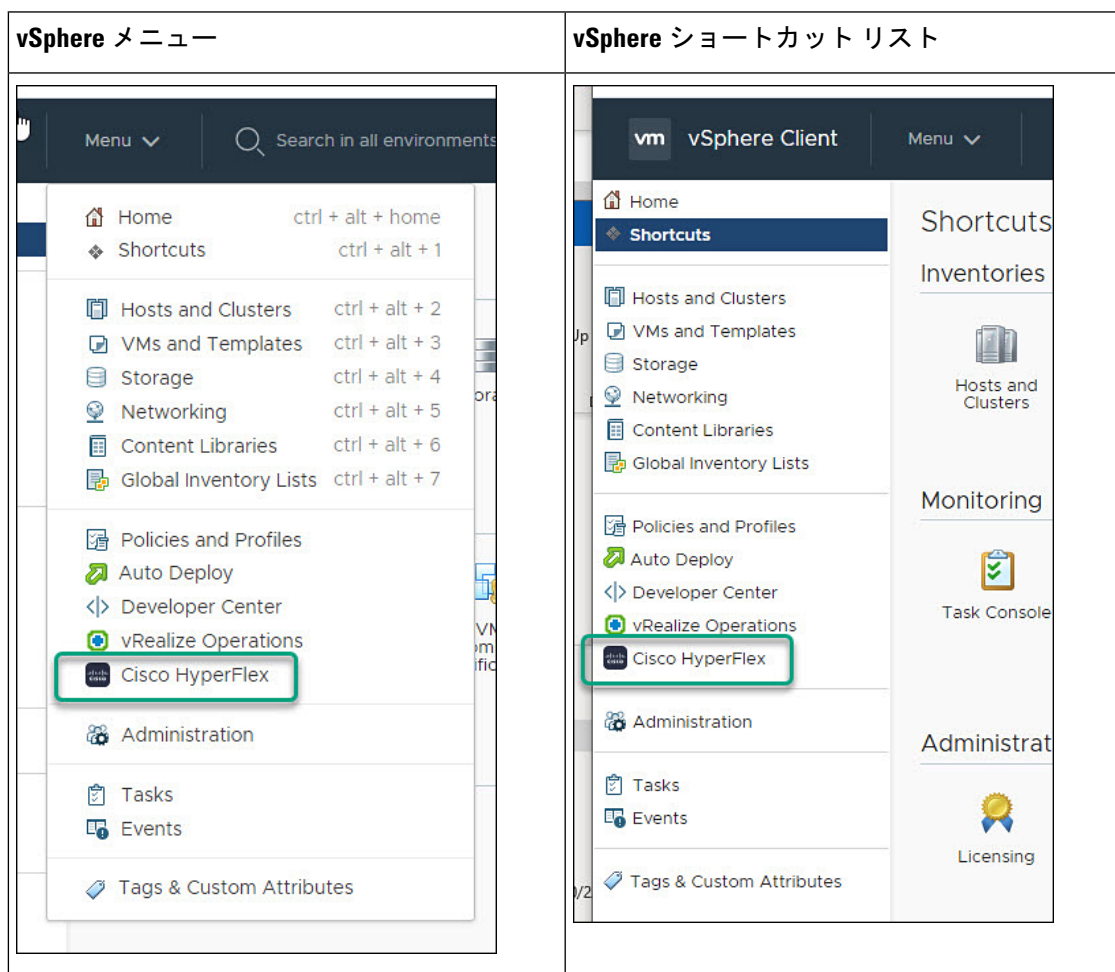 vSphere メニュー
vSphere ショートカット リスト
Menu
Search in all environments
Home ctrl + alt + home
Shortcuts ctrl + alt + 1
Hosts and Clusters ctrl + alt + 2
VMs and Templates ctrl + alt + 3
Storage ctrl + alt + 4
Networking ctrl + alt + 5
Content Libraries ctrl + alt + 6
Global Inventory Lists ctrl + alt + 7
Policies and Profiles
Auto Deploy
Developer Center
vRealize Operations
Cisco HyperFlex
Administration
Tasks
Events
Tags & Custom Attributes
vm vSphere Client Menu
Home
Shortcuts
Hosts and Clusters
VMs and Templates
Storage
Networking
Content Libraries
Global Inventory Lists
Policies and Profiles
Auto Deploy
Developer Center
vRealize Operations
Cisco HyperFlex
Administration
Tasks
Events
Tags & Custom Attributes
Shortcuts
Inventories
Hosts and
Clusters
Monitoring
Task Console
Administrat
Licensing